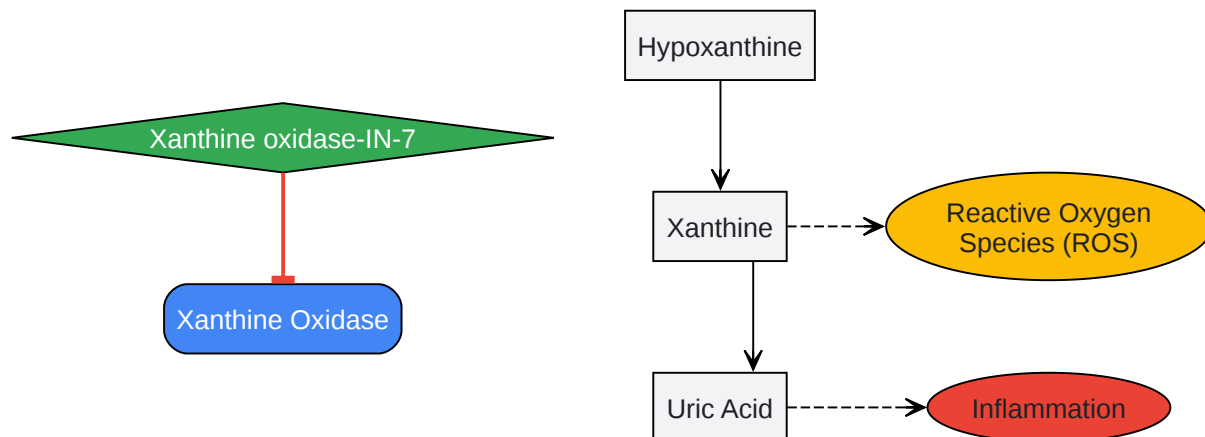 Hypoxanthine
Xanthine oxidase-IN-7
Xanthine
Reactive Oxygen
Species (ROS)
Xanthine Oxidase
Uric Acid
Inflammation